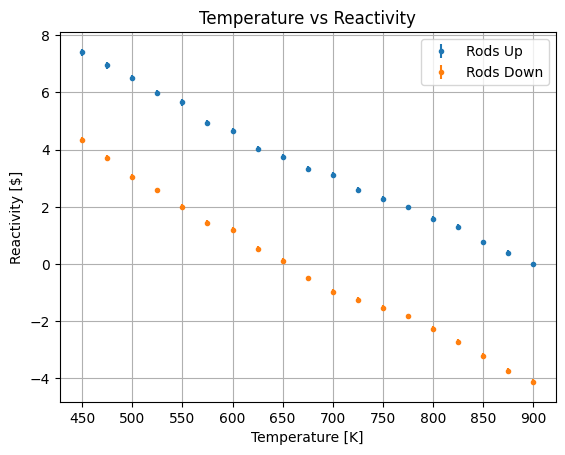 Temperature vs Reactivity
Rods Up
Rods Down
8
6
4
2
0
−2
−4
Reactivity [$]
450 500 550 600 650 700 750 800 850 900
Temperature [K]